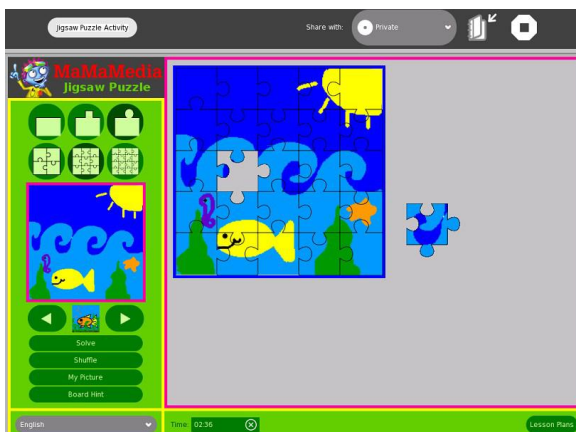 Jigsaw Puzzle Activity
Share with:
Private
MaMaMedia
Jigsaw Puzzle
Solve
Shuffle
My Picture
Board Hint
English
Time: 02:36
Lesson Plans